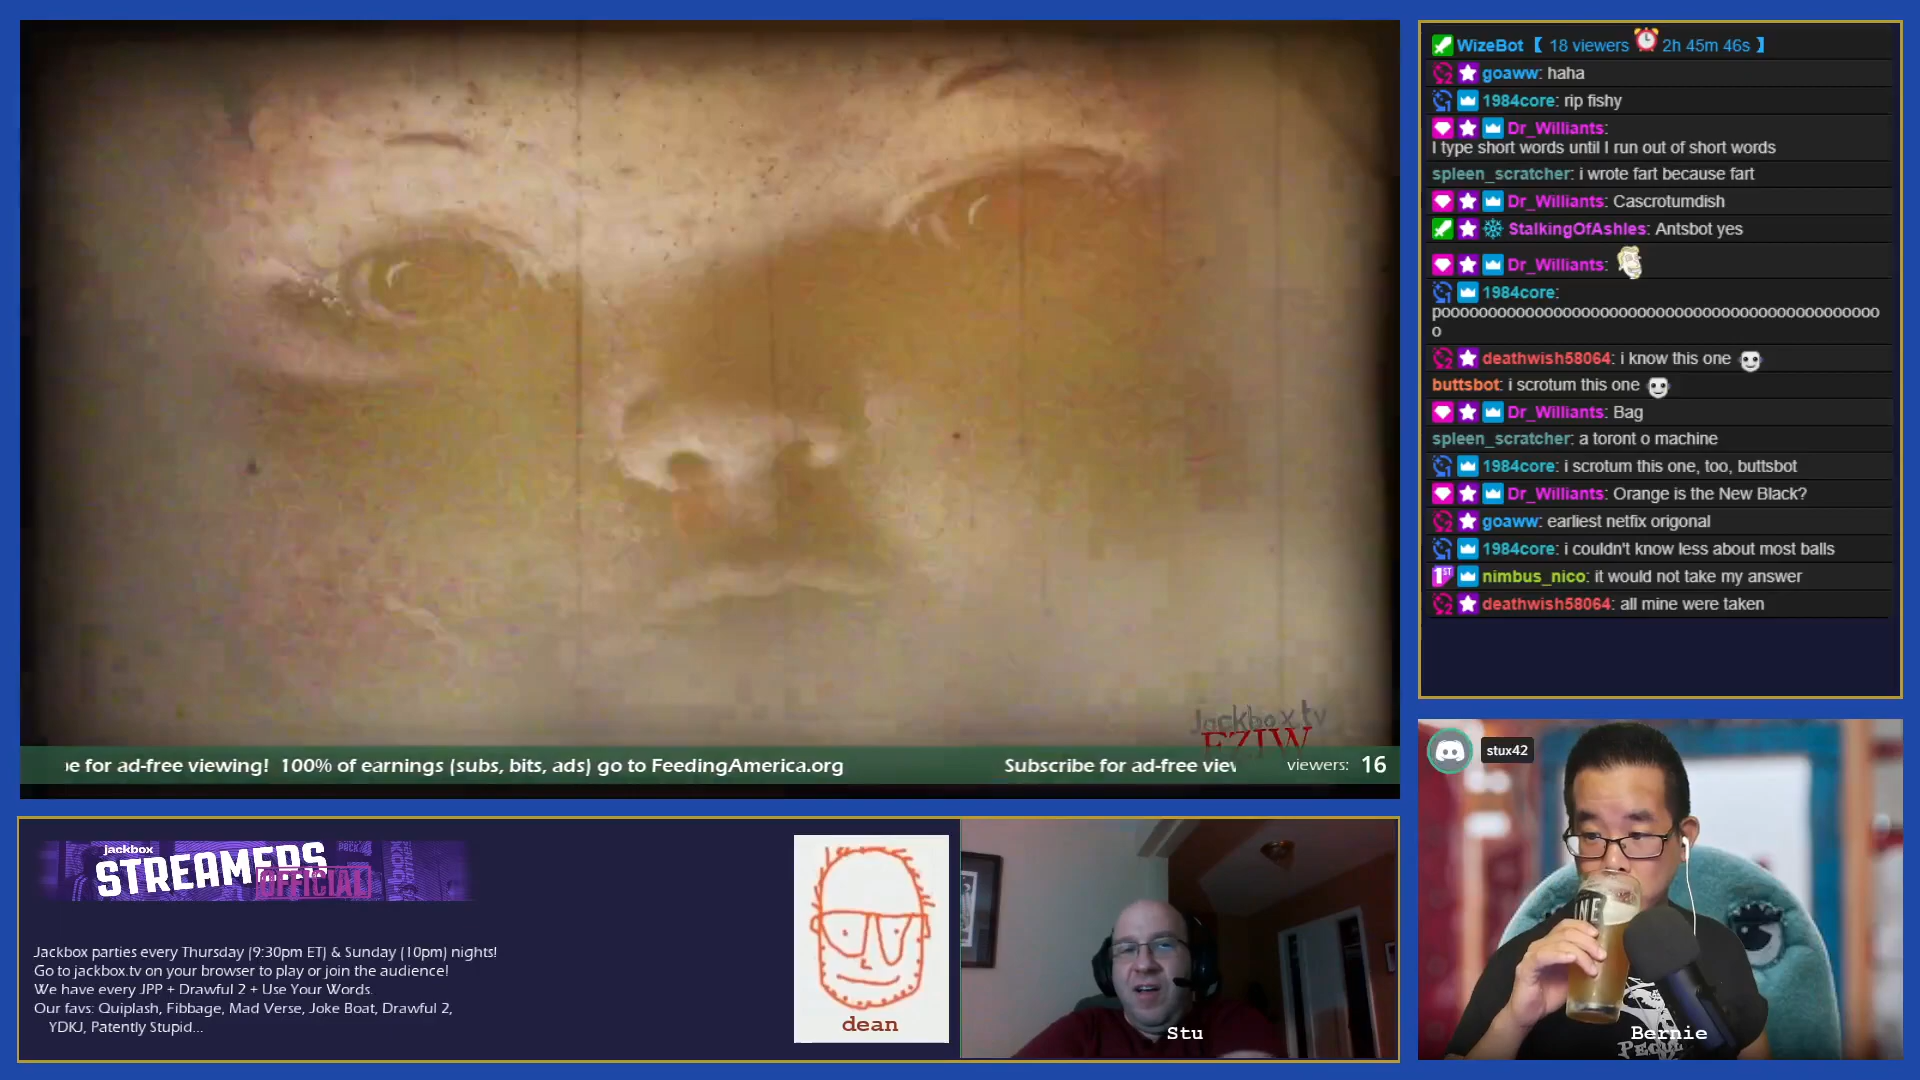 WizeBot 【 18 viewers 2h 45m 46s 】
goaww: haha
1984core: rip fishy
Dr_Williants:
I type short words until I run out of short words
spleen_scratcher: i wrote fart because fart
Dr_Williants: Cascrotumdish
StalkingOfAshles: Antsbot yes
Dr_Williants:
1984core:
poooooooooooooooooooooooooooooooooooooooooooooooo
o
deathwish58064: i know this one
buttsbot: i scrotum this one
Dr_Williants: Bag
spleen_scratcher: a toront o machine
1984core: i scrotum this one, too, buttsbot
Dr_Williants: Orange is the New Black?
goaww: earliest netfix origonal
1984core: i couldn't know less about most balls
1ST nimbus_nico: it would not take my answer
deathwish58064: all mine were taken
Jackbox.tv
EZIW
be for ad-free viewing! 100% of earnings (subs, bits, ads) go to FeedingAmerica.org Subscribe for ad-free view viewers: 16
stux42
jackbox
STREAMERS
OFFICIAL
Jackbox parties every Thursday (9:30pm ET) & Sunday (10pm) nights!
Go to jackbox.tv on your browser to play or join the audience!
We have every JPP + Drawful 2 + Use Your Words.
Our favs: Quiplash, Fibbage, Mad Verse, Joke Boat, Drawful 2,
YDKJ, Patently Stupid...
dean
Stu
Bernie